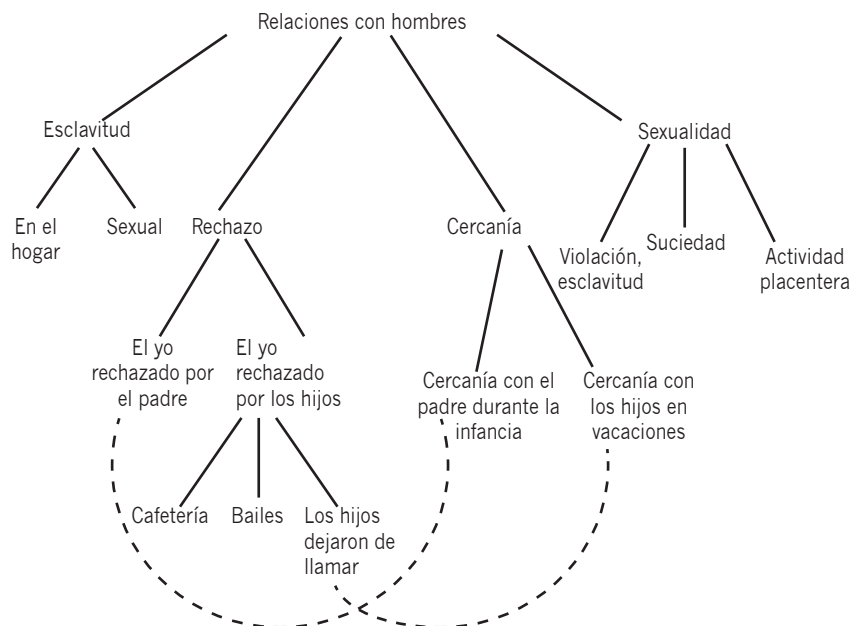 Relaciones con hombres
Esclavitud
Sexualidad
En el
hogar
Sexual
Rechazo
Cercanía
Violación,
esclavitud
Suciedad
Actividad
placentera
El yo
rechazado por
el padre
El yo
rechazado
por los hijos
Cercanía con el
padre durante la
infancia
Cercanía con
los hijos en
vacaciones
Cafetería
Bailes
Los hijos
dejaron de
llamar